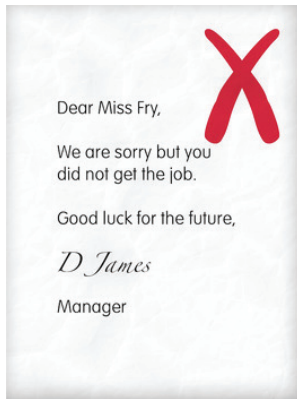 Dear Miss Fry,
We are sorry but you
did not get the job.
Good luck for the future,
D James
Manager